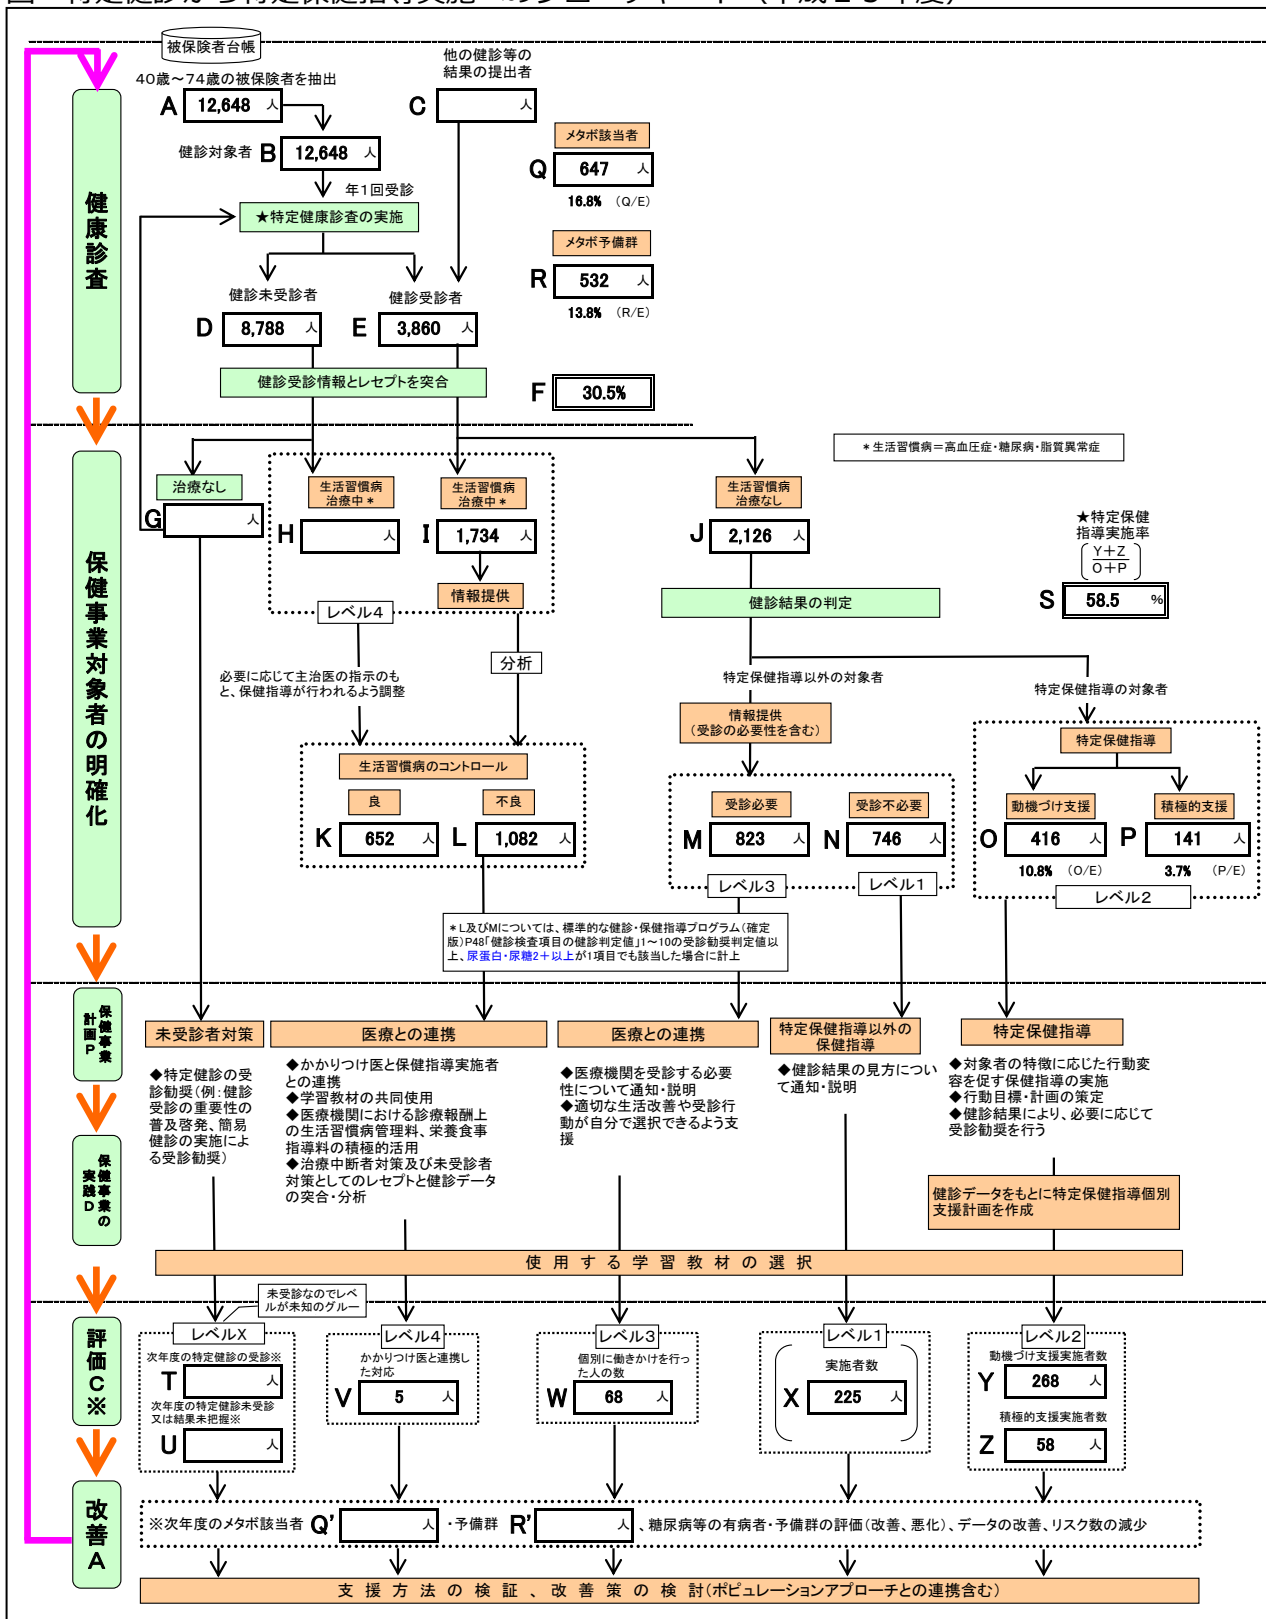 被保険者台帳
40歳～74歳の被保険者を抽出
A 12,648 人
他の健診等の
結果の提出者
C 人
健診対象者 B 12,648 人
年1回受診
★特定健康診査の実施
メタボ該当者
Q 647 人
16.8% (Q/E)
メタボ予備群
R 532 人
13.8% (R/E)
健診未受診者
D 8,788 人
健診受診者
E 3,860 人
健診受診情報とレセプトを突合
F 30.5%
健康診査
*生活習慣病＝高血圧症・糖尿病・脂質異常症
治療なし
G 人
生活習慣病
治療中*
H 人
生活習慣病
治療中*
I 1,734 人
情報提供
レベル4
生活習慣病
治療なし
J 2,126 人
健診結果の判定
★特定保健
指導実施率
Y+Z
O+P
S 58.5 %
保健事業対象者の明確化
必要に応じて主治医の指示のも
と、保健指導が行われるよう調整
分析
特定保健指導以外の対象者
特定保健指導の対象者
情報提供
(受診の必要性を含む)
特定保健指導
生活習慣病のコントロール
良
K 652 人
不良
L 1,082 人
受診必要
M 823 人
受診不必要
N 746 人
レベル3
レベル1
動機づけ支援
O 416 人
10.8% (O/E)
積極的支援
P 141 人
3.7% (P/E)
レベル2
*L及びMについては、標準的な健診・保健指導プログラム(確定
版)P48「健診検査項目の健診判定値」1～10の受診勧奨判定値以
上、尿蛋白・尿糖2＋以上が1項目でも該当した場合に計上
保健事業
計画P
未受診者対策
医療との連携
医療との連携
特定保健指導以外の
保健指導
特定保健指導
◆特定健診の受
診勧奨(例:健診
受診の重要性の
普及啓発、簡易
健診の実施によ
る受診勧奨)
◆かかりつけ医と保健指導実施者
との連携
◆学習教材の共同使用
◆医療機関における診療報酬上
の生活習慣病管理料、栄養食事
指導料の積極的活用
◆治療中断者対策及び未受診者
対策としてのレセプトと健診データ
の突合・分析
◆医療機関を受診する必要
性について通知・説明
◆適切な生活改善や受診行
動が自分で選択できるよう支
援
◆健診結果の見方につい
て通知・説明
◆対象者の特徴に応じた行動変
容を促す保健指導の実施
◆行動目標・計画の策定
◆健診結果により、必要に応じて
受診勧奨を行う
保健事業の
実践D
健診データをもとに特定保健指導個別
支援計画を作成
使用する学習教材の選択
未受診なのでレベ
ルが未知のグルー
評価C※
レベルX
次年度の特定健診の受診※
T 人
次年度の特定健診未受診
又は結果未把握※
U 人
レベル4
かかりつけ医と連携し
た対応
V 5 人
レベル3
個別に働きかけを行っ
た人の数
W 68 人
レベル1
実施者数
X 225 人
レベル2
動機づけ支援実施者数
Y 268 人
積極的支援実施者数
Z 58 人
改善A
※次年度のメタボ該当者 Q' 人 ・予備群 R' 人 、糖尿病等の有病者・予備群の評価(改善、悪化)、データの改善、リスク数の減少
支援方法の検証、改善策の検討(ポピュレーションアプローチとの連携含む)